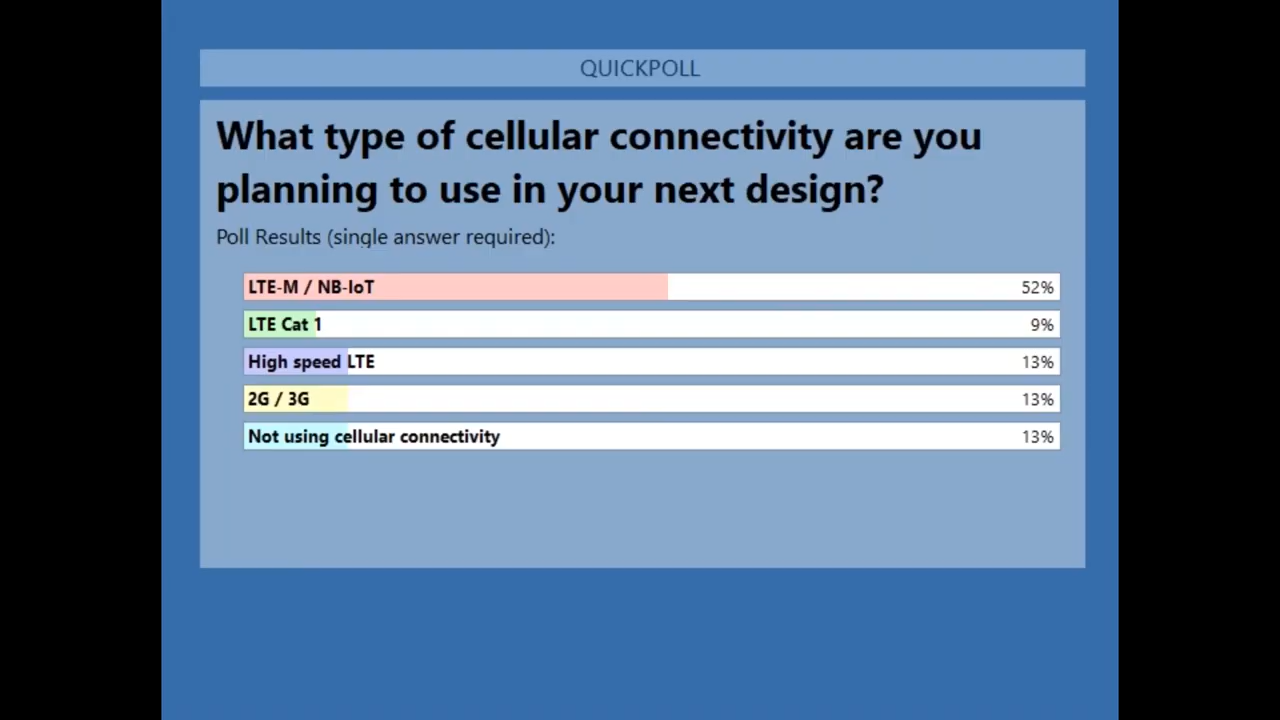 QUICKPOLL
What type of cellular connectivity are you
planning to use in your next design?
Poll Results (single answer required):
LTE-M / NB-IoT 52%
LTE Cat 1 9%
High speed LTE 13%
2G / 3G 13%
Not using cellular connectivity 13%